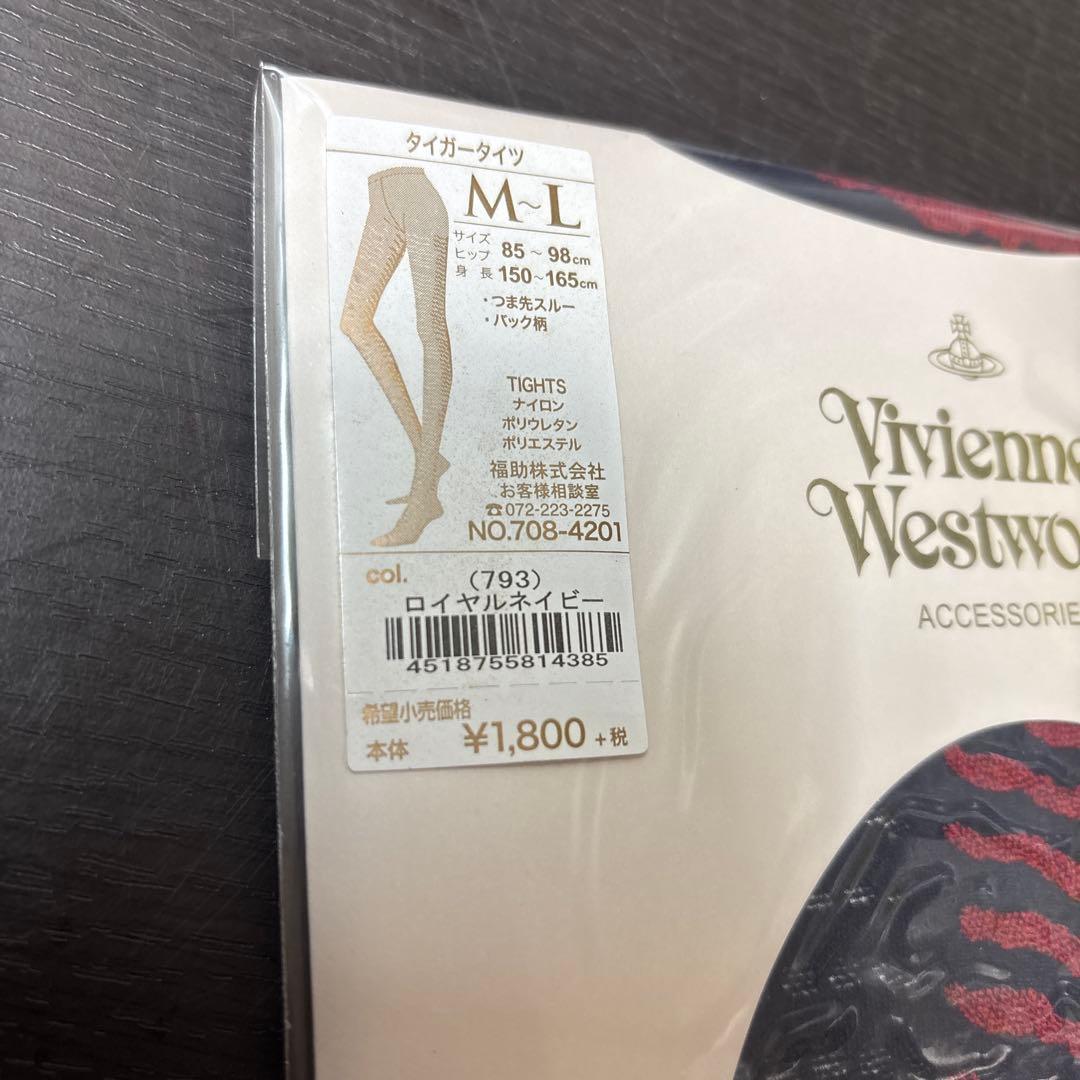 タイガータイツ
M~L
サイズ
ヒップ 85~98cm
身長 150~165cm
・つま先スルー
・バック柄
TIGHTS
ナイロン
ポリウレタン
ポリエステル
福助株式会社
お客様相談室
☎072-223-2275
NO.708-4201
col. (793)
ロイヤルネイビー
4518755814385
希望小売価格
本体 ¥1,800 +税
Vivienne
Westwo
ACCESSORIE